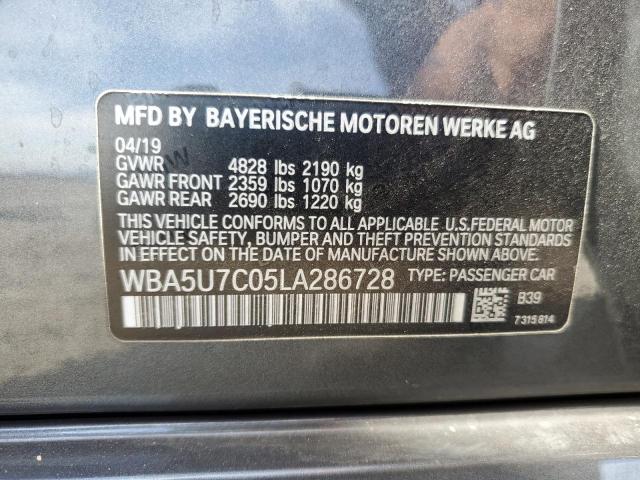 MFD BY BAYERISCHE MOTOREN WERKE AG
04/19
GVWR 4828 lbs 2190 kg
GAWR FRONT 2359 lbs 1070 kg
GAWR REAR 2690 lbs 1220 kg
THIS VEHICLE CONFORMS TO ALL APPLICABLE U.S.FEDERAL MOTOR
VEHICLE SAFETY, BUMPER AND THEFT PREVENTION STANDARDS
IN EFFECT ON THE DATE OF MANUFACTURE SHOWN ABOVE.
WBA5U7C05LA286728 TYPE: PASSENGER CAR
B39
7315814